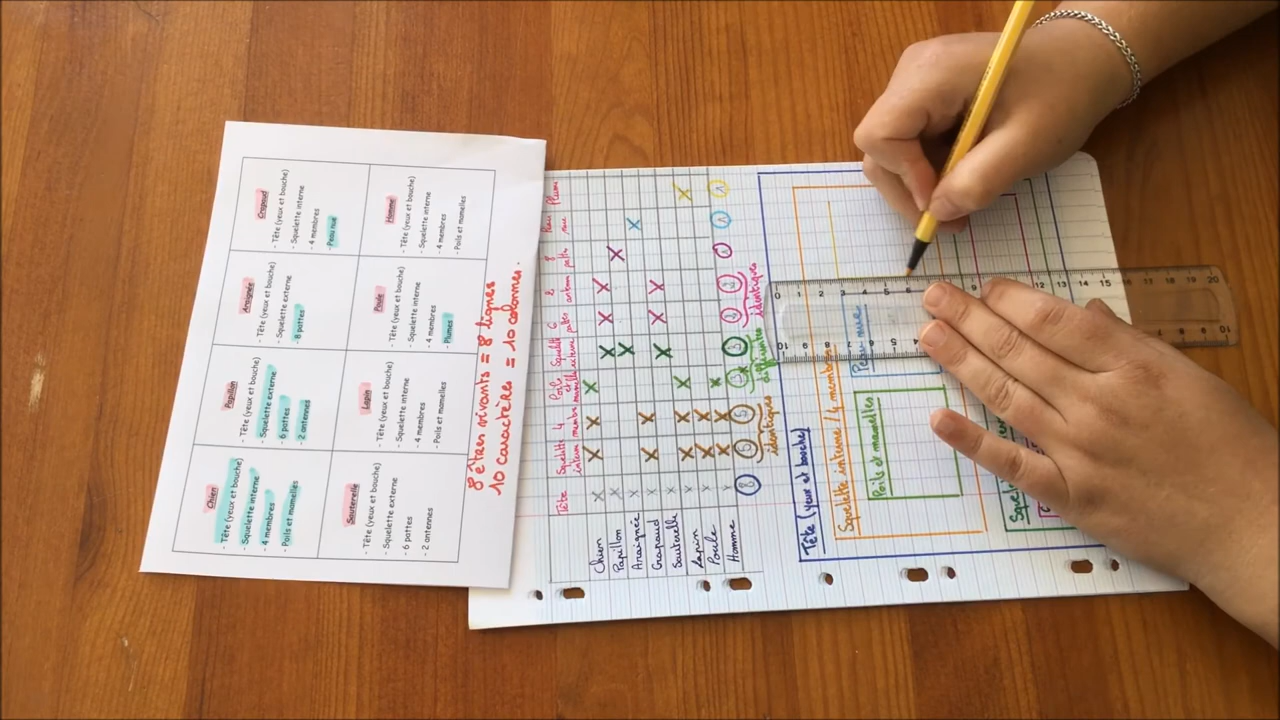 Chien
- Tête (yeux et bouche)
- Squelette interne
- 4 membres
- Poils et mamelles
Papillon
- Tête (yeux et bouche)
- Squelette externe
- 6 pattes
- 2 antennes
Araignée
- Tête (yeux et bouche)
- Squelette externe
- 8 pattes
Crapaud
- Tête (yeux et bouche)
- Squelette interne
- 4 membres
- Peau nue
Sauterelle
- Tête (yeux et bouche)
- Squelette externe
- 6 pattes
- 2 antennes
Lapin
- Tête (yeux et bouche)
- Squelette interne
- 4 membres
- Poils et mamelles
Poule
- Tête (yeux et bouche)
- Squelette interne
- 4 membres
- Plumes
Homme
- Tête (yeux et bouche)
- Squelette interne
- 4 membres
- Poils et mamelles
8 êtres vivants = 8 lignes
10 caractères = 10 colonnes.
Tête
Squelette
interne
4
membres
Poils
et
mamelles
6
pattes
2
8
pattes
Peau
nue
Chien
Papillon
Araignée
Crapaud
Sauterelle
Lapin
Poule
Homme
8 5 5
identiques
identiques
Tête (yeux et bouche)
Squelette interne / 4 membres
Poils et mamelles
Peau nue